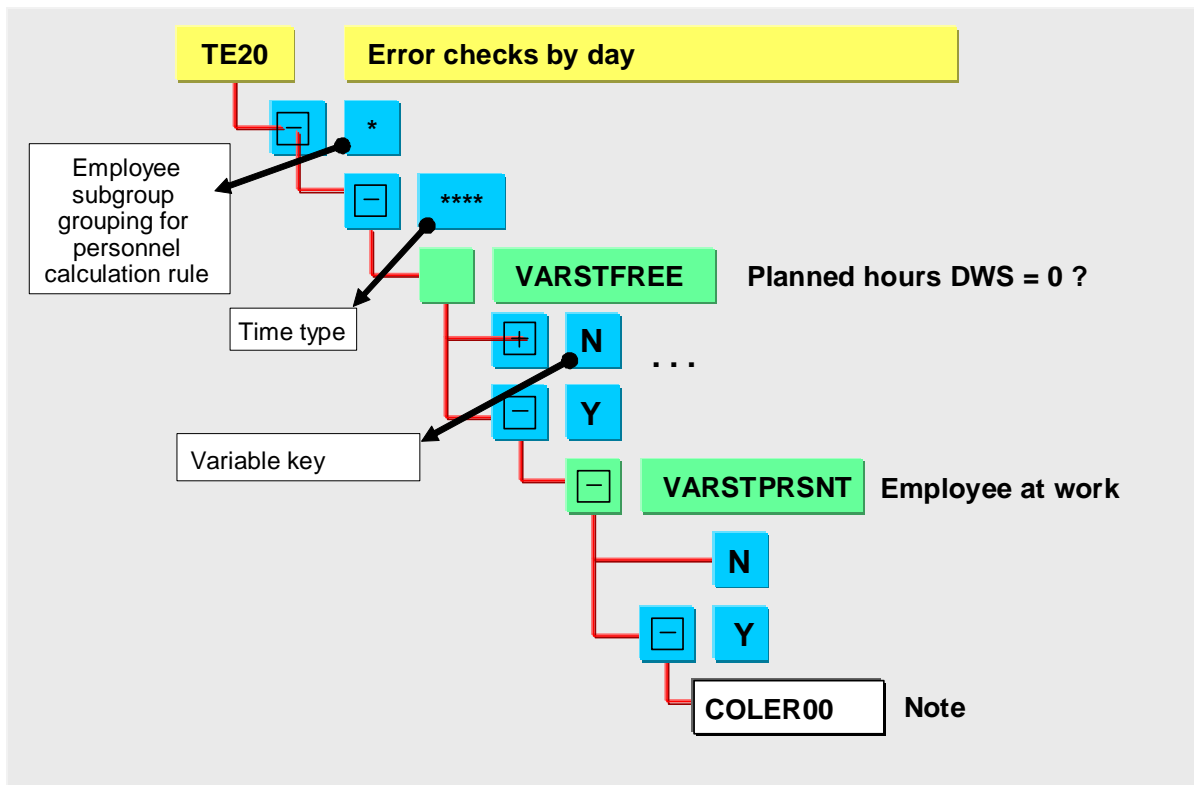 TE20 Error checks by day
*
Employee
subgroup
grouping for
personnel
calculation rule
****
VARSTFREE Planned hours DWS = 0 ?
Time type
N . . .
Y
Variable key
VARSTPRSNT Employee at work
N
Y
COLER00 Note